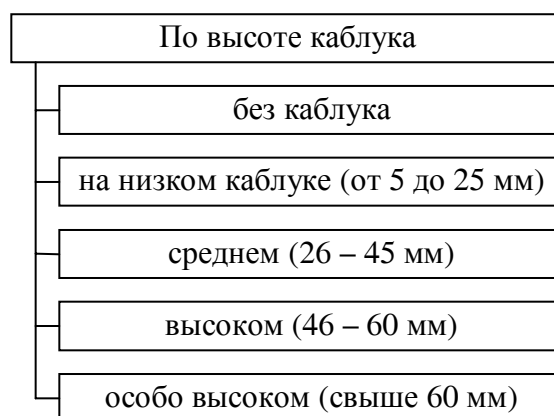 По высоте каблука
без каблука
на низком каблуке (от 5 до 25 мм)
среднем (26 – 45 мм)
высоком (46 – 60 мм)
особо высоком (свыше 60 мм)